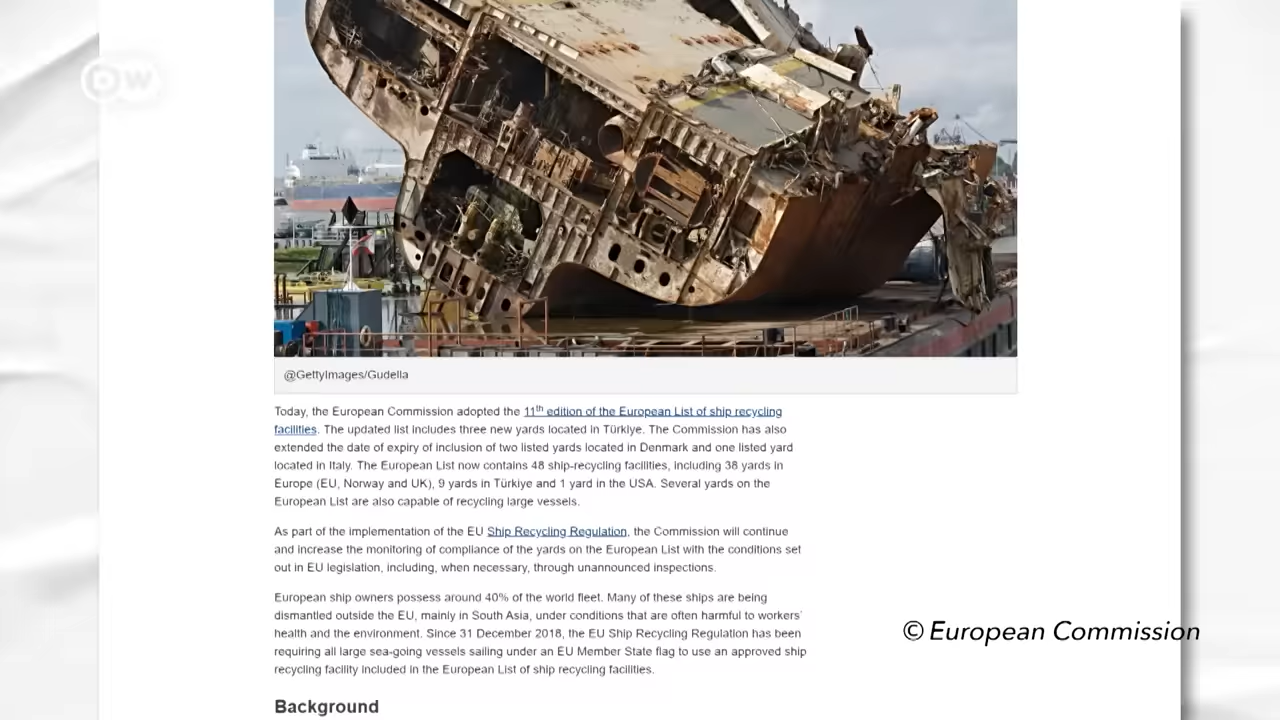 DW
@GettyImages/Gudella
Today, the European Commission adopted the 11th edition of the European List of ship recycling
facilities. The updated list includes three new yards located in Türkiye. The Commission has also
extended the date of expiry of inclusion of two listed yards located in Denmark and one listed yard
located in Italy. The European List now contains 48 ship-recycling facilities, including 38 yards in
Europe (EU, Norway and UK), 9 yards in Türkiye and 1 yard in the USA. Several yards on the
European List are also capable of recycling large vessels.
As part of the implementation of the EU Ship Recycling Regulation, the Commission will continue
and increase the monitoring of compliance of the yards on the European List with the conditions set
out in EU legislation, including, when necessary, through unannounced inspections.
European ship owners possess around 40% of the world fleet. Many of these ships are being
dismantled outside the EU, mainly in South Asia, under conditions that are often harmful to workers'
health and the environment. Since 31 December 2018, the EU Ship Recycling Regulation has been
requiring all large sea-going vessels sailing under an EU Member State flag to use an approved ship
recycling facility included in the European List of ship recycling facilities.
© European Commission
Background